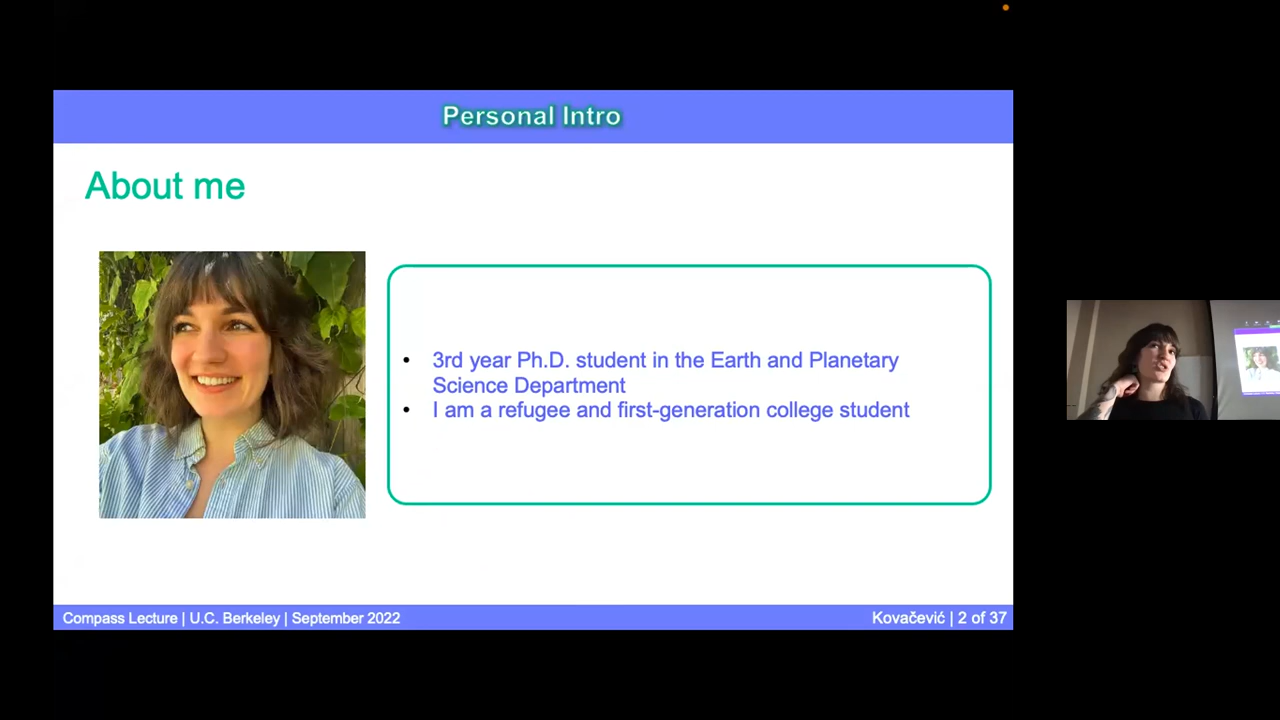 Personal Intro
About me
• 3rd year Ph.D. student in the Earth and Planetary
Science Department
• I am a refugee and first-generation college student
Compass Lecture | U.C. Berkeley | September 2022
Kovačević | 2 of 37